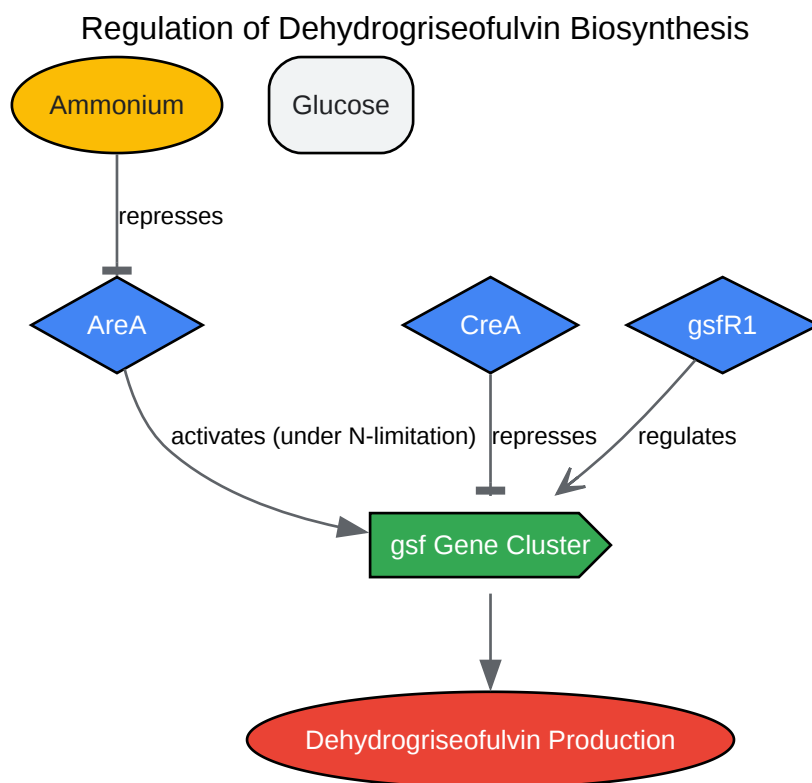 Regulation of Dehydrogriseofulvin Biosynthesis
Ammonium
Glucose
represses
AreA
CreA
gsfR1
activates (under N-limitation)
represses
regulates
gsf Gene Cluster
Dehydrogriseofulvin Production